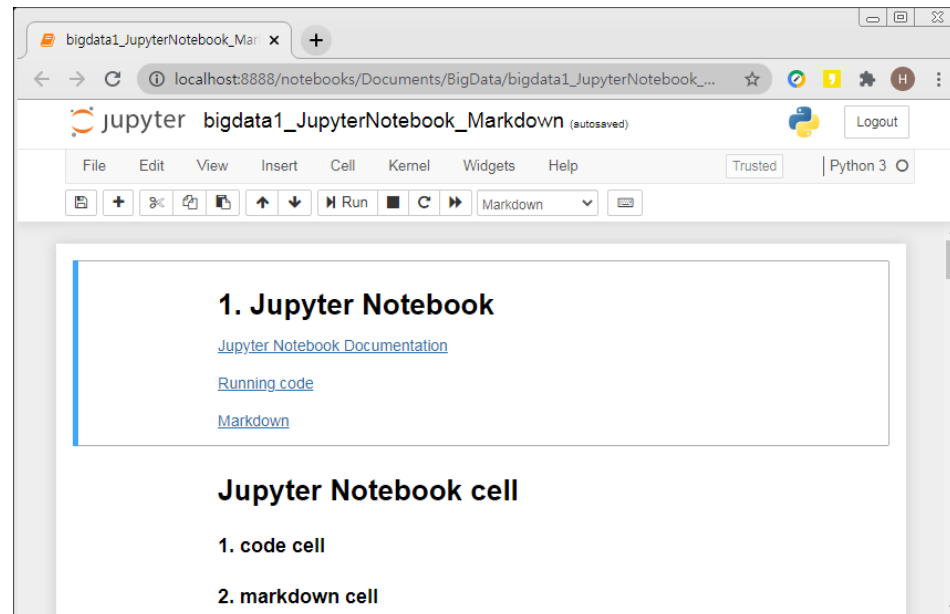 bigdata1_JupyterNotebook_Mar
localhost:8888/notebooks/Documents/BigData/bigdata1_JupyterNotebook_...
H
jupyter bigdata1_JupyterNotebook_Markdown (autosaved)
Logout
File Edit View Insert Cell Kernel Widgets Help Trusted Python 3
Run Markdown
1. Jupyter Notebook
Jupyter Notebook Documentation
Running code
Markdown
Jupyter Notebook cell
1. code cell
2. markdown cell